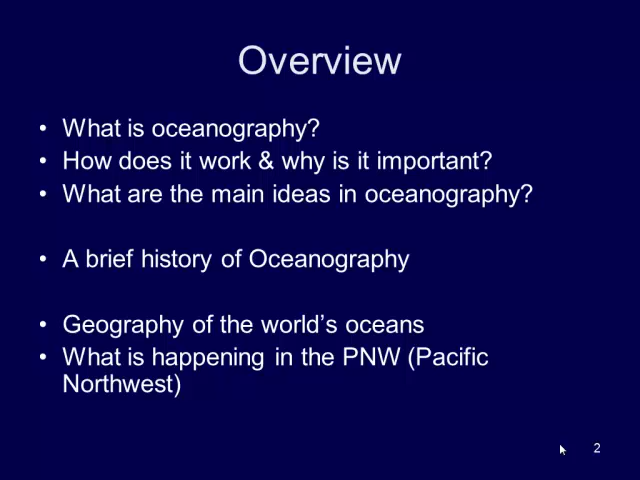 Overview
• What is oceanography?
• How does it work & why is it important?
• What are the main ideas in oceanography?
• A brief history of Oceanography
• Geography of the world’s oceans
• What is happening in the PNW (Pacific
Northwest)
2